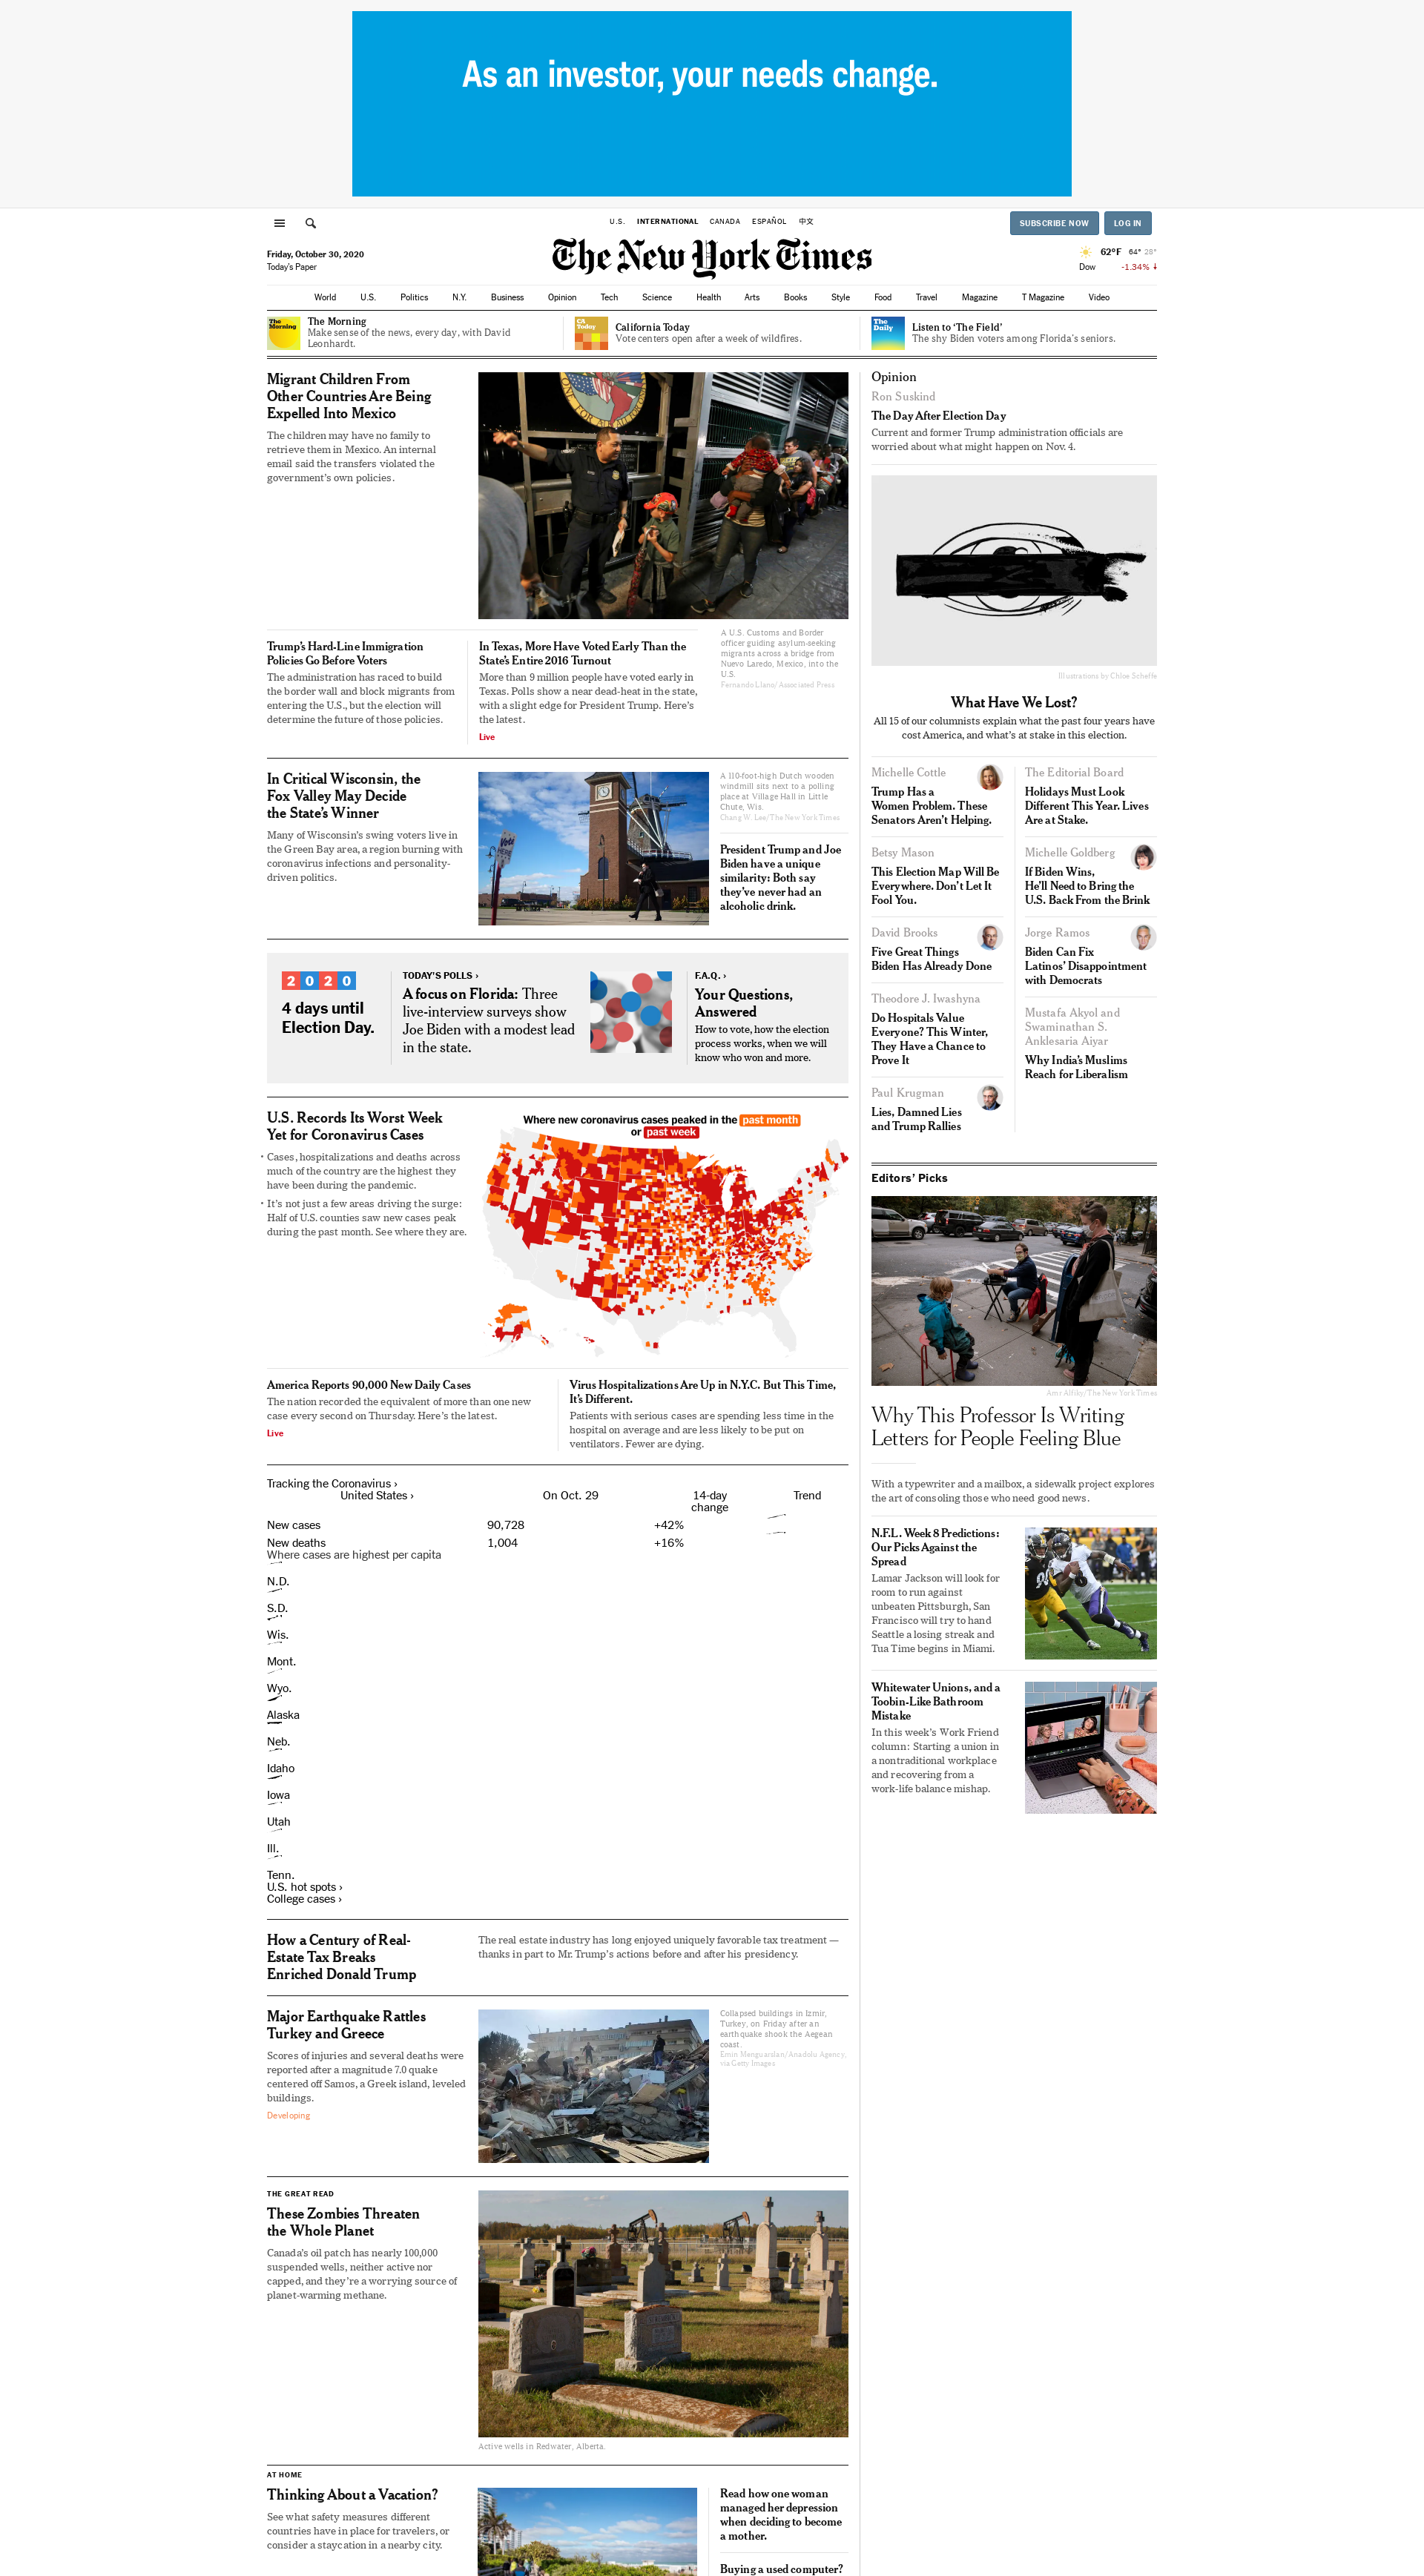 As an investor, your needs change.
U.S. INTERNATIONAL CANADA ESPAÑOL 中文
SUBSCRIBE NOW LOG IN
Friday, October 30, 2020
Today's Paper
The New York Times
62°F 64° 28°
Dow -1.34% ↓
World U.S. Politics N.Y. Business Opinion Tech Science Health Arts Books Style Food Travel Magazine T Magazine Video
The Morning
The Morning
Make sense of the news, every day, with David
Leonhardt.
CA Today
California Today
Vote centers open after a week of wildfires.
The Daily
Listen to ‘The Field’
The shy Biden voters among Florida's seniors.
Migrant Children From
Other Countries Are Being
Expelled Into Mexico
The children may have no family to
retrieve them in Mexico. An internal
email said the transfers violated the
government's own policies.
A U.S. Customs and Border
officer guiding asylum-seeking
migrants across a bridge from
Nuevo Laredo, Mexico, into the
U.S.
Fernando Llano/Associated Press
Trump's Hard-Line Immigration
Policies Go Before Voters
The administration has raced to build
the border wall and block migrants from
entering the U.S., but the election will
determine the future of those policies.
In Texas, More Have Voted Early Than the
State's Entire 2016 Turnout
More than 9 million people have voted early in
Texas. Polls show a near dead-heat in the state,
with a slight edge for President Trump. Here's
the latest.
Live
In Critical Wisconsin, the
Fox Valley May Decide
the State's Winner
Many of Wisconsin's swing voters live in
the Green Bay area, a region burning with
coronavirus infections and personality-
driven politics.
VOTE
A 110-foot-high Dutch wooden
windmill sits next to a polling
place at Village Hall in Little
Chute, Wis.
Chang W. Lee/The New York Times
President Trump and Joe
Biden have a unique
similarity: Both say
they've never had an
alcoholic drink.
2020
4 days until
Election Day.
TODAY'S POLLS ›
A focus on Florida: Three
live-interview surveys show
Joe Biden with a modest lead
in the state.
F.A.Q. ›
Your Questions,
Answered
How to vote, how the election
process works, when we will
know who won and more.
U.S. Records Its Worst Week
Yet for Coronavirus Cases
• Cases, hospitalizations and deaths across
much of the country are the highest they
have been during the pandemic.
• It's not just a few areas driving the surge:
Half of U.S. counties saw new cases peak
during the past month. See where they are.
Where new coronavirus cases peaked in the past month
or past week
America Reports 90,000 New Daily Cases
The nation recorded the equivalent of more than one new
case every second on Thursday. Here's the latest.
Live
Virus Hospitalizations Are Up in N.Y.C. But This Time,
It's Different.
Patients with serious cases are spending less time in the
hospital on average and are less likely to be put on
ventilators. Fewer are dying.
Tracking the Coronavirus ›
United States › On Oct. 29 14-day
change Trend
New cases 90,728 +42%
New deaths 1,004 +16%
Where cases are highest per capita
N.D.
S.D.
Wis.
Mont.
Wyo.
Alaska
Neb.
Idaho
Iowa
Utah
Ill.
Tenn.
U.S. hot spots ›
College cases ›
How a Century of Real-
Estate Tax Breaks
Enriched Donald Trump
The real estate industry has long enjoyed uniquely favorable tax treatment —
thanks in part to Mr. Trump's actions before and after his presidency.
Major Earthquake Rattles
Turkey and Greece
Scores of injuries and several deaths were
reported after a magnitude 7.0 quake
centered off Samos, a Greek island, leveled
buildings.
Developing
Collapsed buildings in Izmir,
Turkey, on Friday after an
earthquake shook the Aegean
coast.
Emin Menguarslan/Anadolu Agency,
via Getty Images
THE GREAT READ
These Zombies Threaten
the Whole Planet
Canada's oil patch has nearly 100,000
suspended wells, neither active nor
capped, and they're a worrying source of
planet-warming methane.
Active wells in Redwater, Alberta.
AT HOME
Thinking About a Vacation?
See what safety measures different
countries have in place for travelers, or
consider a staycation in a nearby city.
Read how one woman
managed her depression
when deciding to become
a mother.
Buying a used computer?
Opinion
Ron Suskind
The Day After Election Day
Current and former Trump administration officials are
worried about what might happen on Nov. 4.
Illustrations by Chloe Scheffe
What Have We Lost?
All 15 of our columnists explain what the past four years have
cost America, and what's at stake in this election.
Michelle Cottle
Trump Has a
Women Problem. These
Senators Aren't Helping.
Betsy Mason
This Election Map Will Be
Everywhere. Don't Let It
Fool You.
David Brooks
Five Great Things
Biden Has Already Done
Theodore J. Iwashyna
Do Hospitals Value
Everyone? This Winter,
They Have a Chance to
Prove It
Paul Krugman
Lies, Damned Lies
and Trump Rallies
The Editorial Board
Holidays Must Look
Different This Year. Lives
Are at Stake.
Michelle Goldberg
If Biden Wins,
He'll Need to Bring the
U.S. Back From the Brink
Jorge Ramos
Biden Can Fix
Latinos' Disappointment
with Democrats
Mustafa Akyol and
Swaminathan S.
Anklesaria Aiyar
Why India's Muslims
Reach for Liberalism
Editors' Picks
Amr Alfiky/The New York Times
Why This Professor Is Writing
Letters for People Feeling Blue
With a typewriter and a mailbox, a sidewalk project explores
the art of consoling those who need good news.
N.F.L. Week 8 Predictions:
Our Picks Against the
Spread
Lamar Jackson will look for
room to run against
unbeaten Pittsburgh, San
Francisco will try to hand
Seattle a losing streak and
Tua Time begins in Miami.
Whitewater Unions, and a
Toobin-Like Bathroom
Mistake
In this week's Work Friend
column: Starting a union in
a nontraditional workplace
and recovering from a
work-life balance mishap.